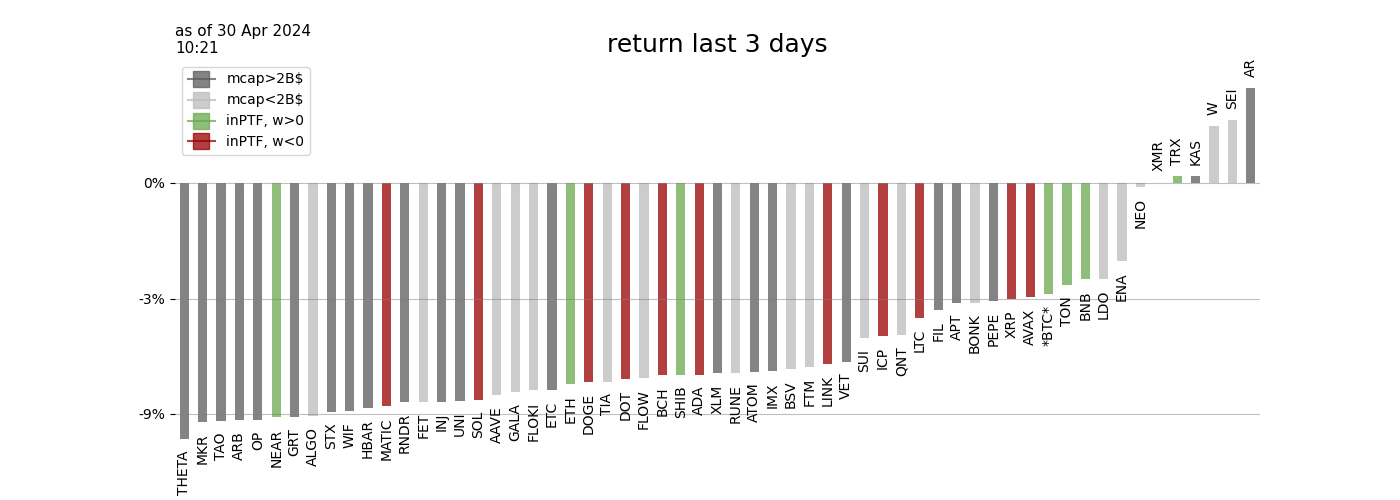 as of 30 Apr 2024
10:21
return last 3 days
mcap>2B$
mcap<2B$
inPTF, w>0
inPTF, w<0
0%
-3%
-9%
THETA
MKR
TAO
ARB
OP
NEAR
GRT
ALGO
STX
WIF
HBAR
MATIC
RNDR
FET
INJ
UNI
SOL
AAVE
GALA
FLOKI
ETC
ETH
DOGE
TIA
DOT
FLOW
BCH
SHIB
ADA
XLM
RUNE
ATOM
IMX
BSV
FTM
LINK
VET
SUI
ICP
QNT
LTC
FIL
APT
BONK
PEPE
XRP
AVAX
*BTC*
TON
BNB
LDO
ENA
NEO
XMR
TRX
KAS
W
SEI
AR